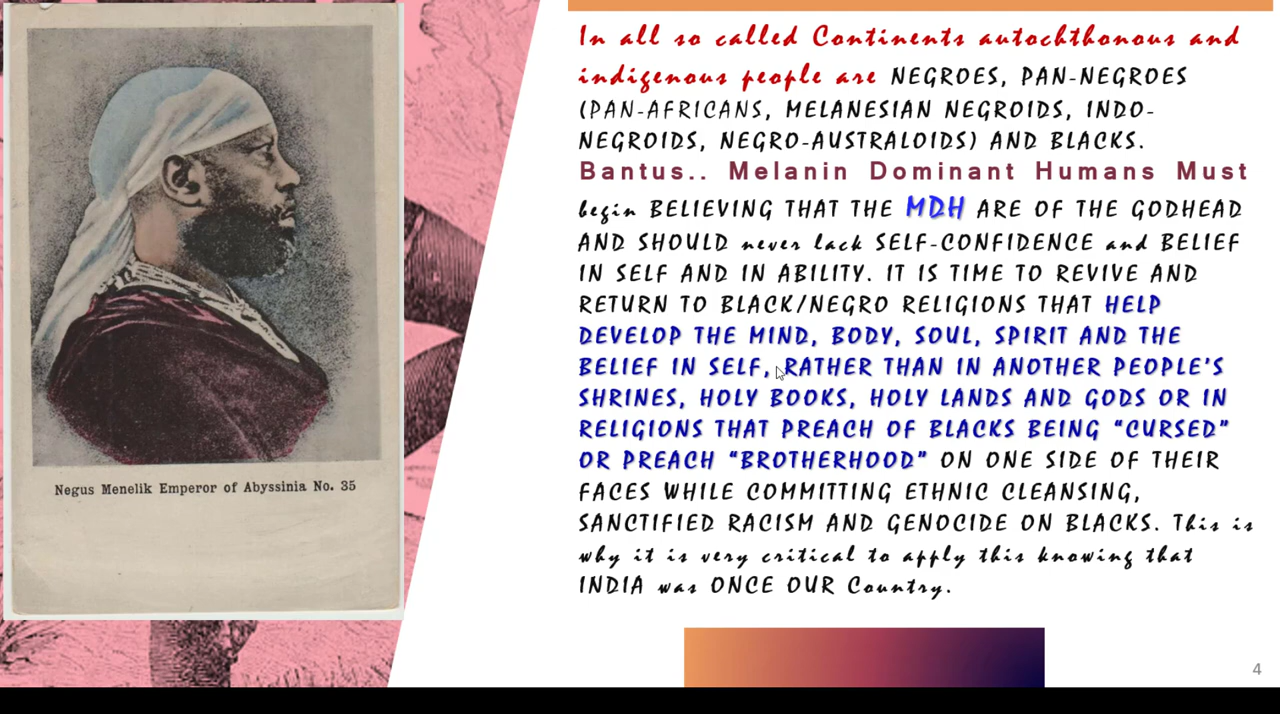 Negus Menelik Emperor of Abyssinia No. 35
In all so called Continents autochthonous and
indigenous people are NEGROES, PAN-NEGROES
(PAN-AFRICANS, MELANESIAN NEGROIDS, INDO-
NEGROIDS, NEGRO-AUSTRALOIDS) AND BLACKS.
Bantus.. Melanin Dominant Humans Must
begin BELIEVING THAT THE MDH ARE OF THE GODHEAD
AND SHOULD never lack SELF-CONFIDENCE and BELIEF
IN SELF AND IN ABILITY. IT IS TIME TO REVIVE AND
RETURN TO BLACK/NEGRO RELIGIONS THAT HELP
DEVELOP THE MIND, BODY, SOUL, SPIRIT AND THE
BELIEF IN SELF, RATHER THAN IN ANOTHER PEOPLE'S
SHRINES, HOLY BOOKS, HOLY LANDS AND GODS OR IN
RELIGIONS THAT PREACH OF BLACKS BEING "CURSED"
OR PREACH "BROTHERHOOD" ON ONE SIDE OF THEIR
FACES WHILE COMMITTING ETHNIC CLEANSING,
SANCTIFIED RACISM AND GENOCIDE ON BLACKS. This is
why it is very critical to apply this knowing that
INDIA was ONCE OUR Country.
4